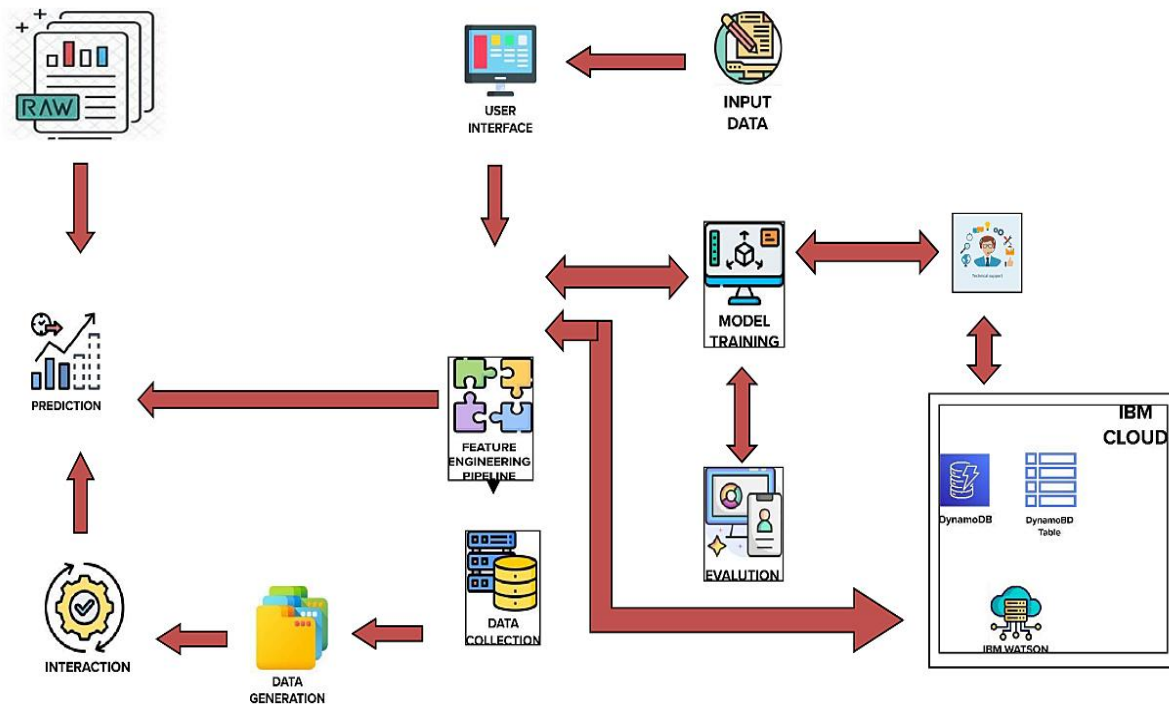 RAW
USER
INTERFACE
INPUT
DATA
Technical support
MODEL
TRAINING
PREDICTION
FEATURE
ENGINEERING
PIPELINE
IBM
CLOUD
DynamoDB
DynamoBD
Table
EVALUTION
DATA
COLLECTION
IBM WATSON
INTERACTION
DATA
GENERATION